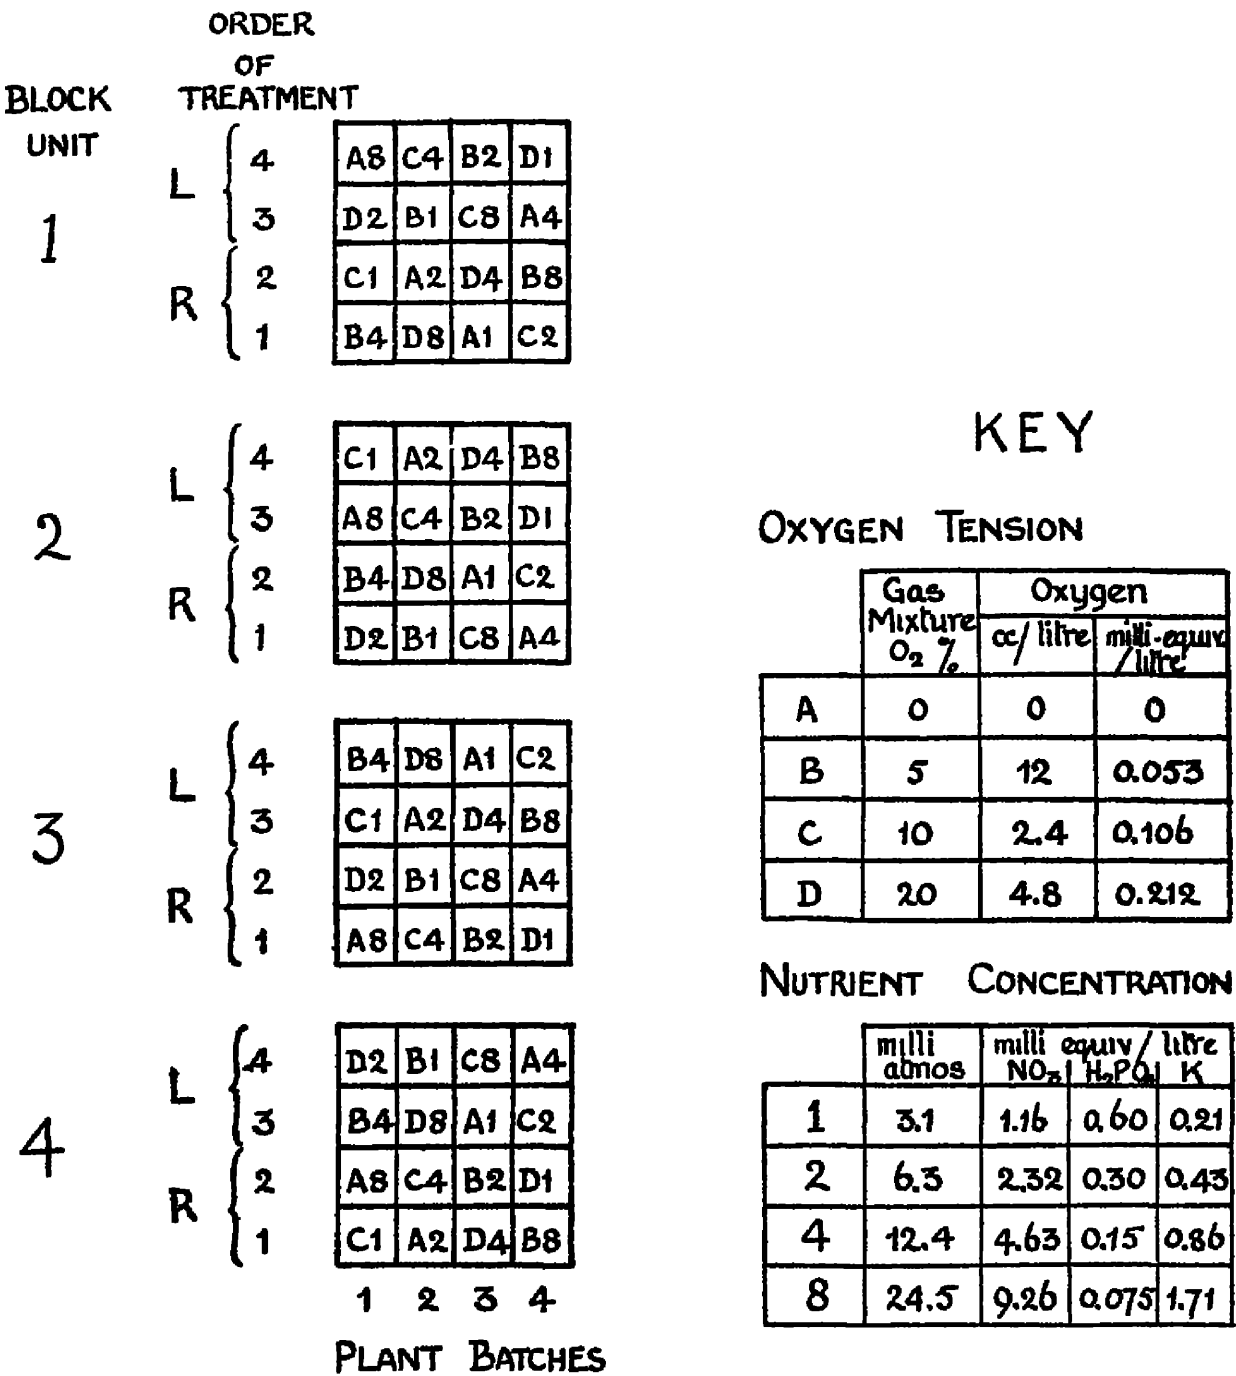 ORDER
OF
TREATMENT
BLOCK
UNIT
1
L
R
4 A8 C4 B2 D1
3 D2 B1 C8 A4
2 C1 A2 D4 B8
1 B4 D8 A1 C2
2
L
R
4 C1 A2 D4 B8
3 A8 C4 B2 D1
2 B4 D8 A1 C2
1 D2 B1 C8 A4
3
L
R
4 B4 D8 A1 C2
3 C1 A2 D4 B8
2 D2 B1 C8 A4
1 A8 C4 B2 D1
4
L
R
4 D2 B1 C8 A4
3 B4 D8 A1 C2
2 A8 C4 B2 D1
1 C1 A2 D4 B8
1 2 3 4
PLANT BATCHES
KEY
OXYGEN TENSION
Gas Mixture O2 % Oxygen
cc/litre milli-equiv./litre
A 0 0 0
B 5 12 0.053
C 10 2.4 0.106
D 20 4.8 0.212
NUTRIENT CONCENTRATION
milli atmos milli equiv/litre
NO3 H2PO4 K
1 3.1 1.16 0.60 0.21
2 6.3 2.32 0.30 0.43
4 12.4 4.63 0.15 0.86
8 24.5 9.26 0.075 1.71